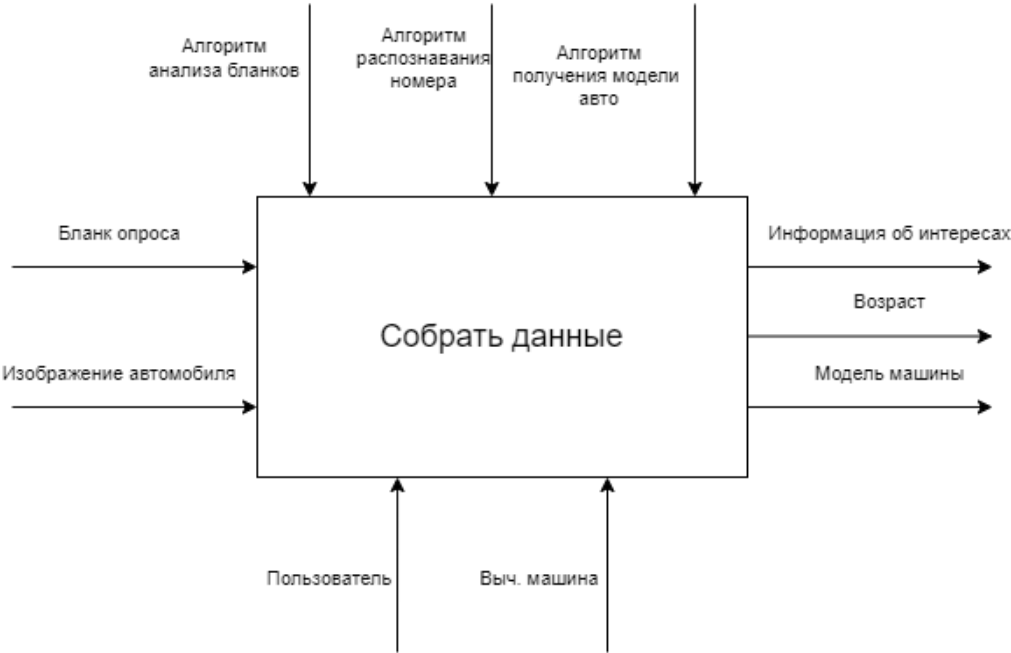 Алгоритм
анализа бланков
Алгоритм
распознавания
номера
Алгоритм
получения модели
авто
Бланк опроса
Изображение автомобиля
Собрать данные
Информация об интересах
Возраст
Модель машины
Пользователь
Выч. машина